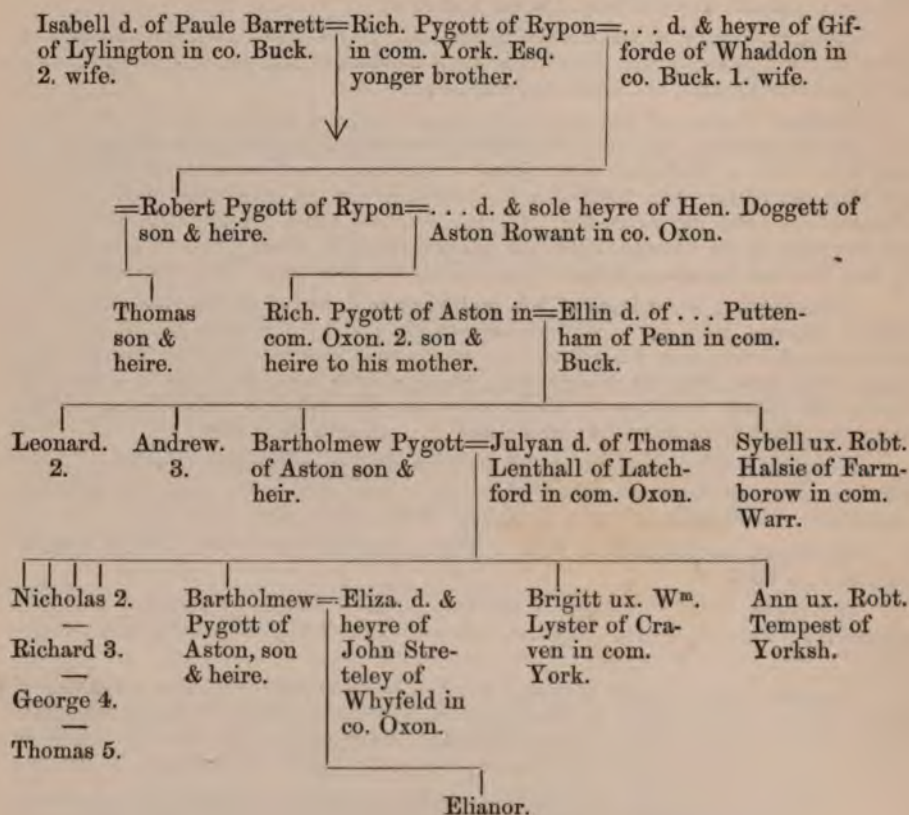 Isabell d. of Paule Barrett=Rich. Pygott of Rypon=. . . d. & heyre of Gif-
of Lylington in co. Buck. in com. York. Esq. forde of Whaddon in
2. wife. yonger brother. co. Buck. 1. wife.
=Robert Pygott of Rypon=. . . d. & sole heyre of Hen. Doggett of
son & heire. Aston Rowant in co. Oxon.
Thomas
son &
heire.
Rich. Pygott of Aston in=Ellin d. of . . . Putten-
com. Oxon. 2. son & ham of Penn in com.
heire to his mother. Buck.
Leonard.
2.
Andrew.
3.
Bartholmew Pygott=Julyan d. of Thomas
of Aston son & Lenthall of Latch-
heir. ford in com. Oxon.
Sybell ux. Robt.
Halsie of Farm-
borow in com.
Warr.
Nicholas 2.
—
Richard 3.
—
George 4.
—
Thomas 5.
Bartholmew=Eliza. d. &
Pygott of heyre of
Aston, son John Stre-
& heire. teley of
Whyfeld in
co. Oxon.
Brigitt ux. Wm.
Lyster of Cra-
ven in com.
York.
Ann ux. Robt.
Tempest of
Yorksh.
Elianor.